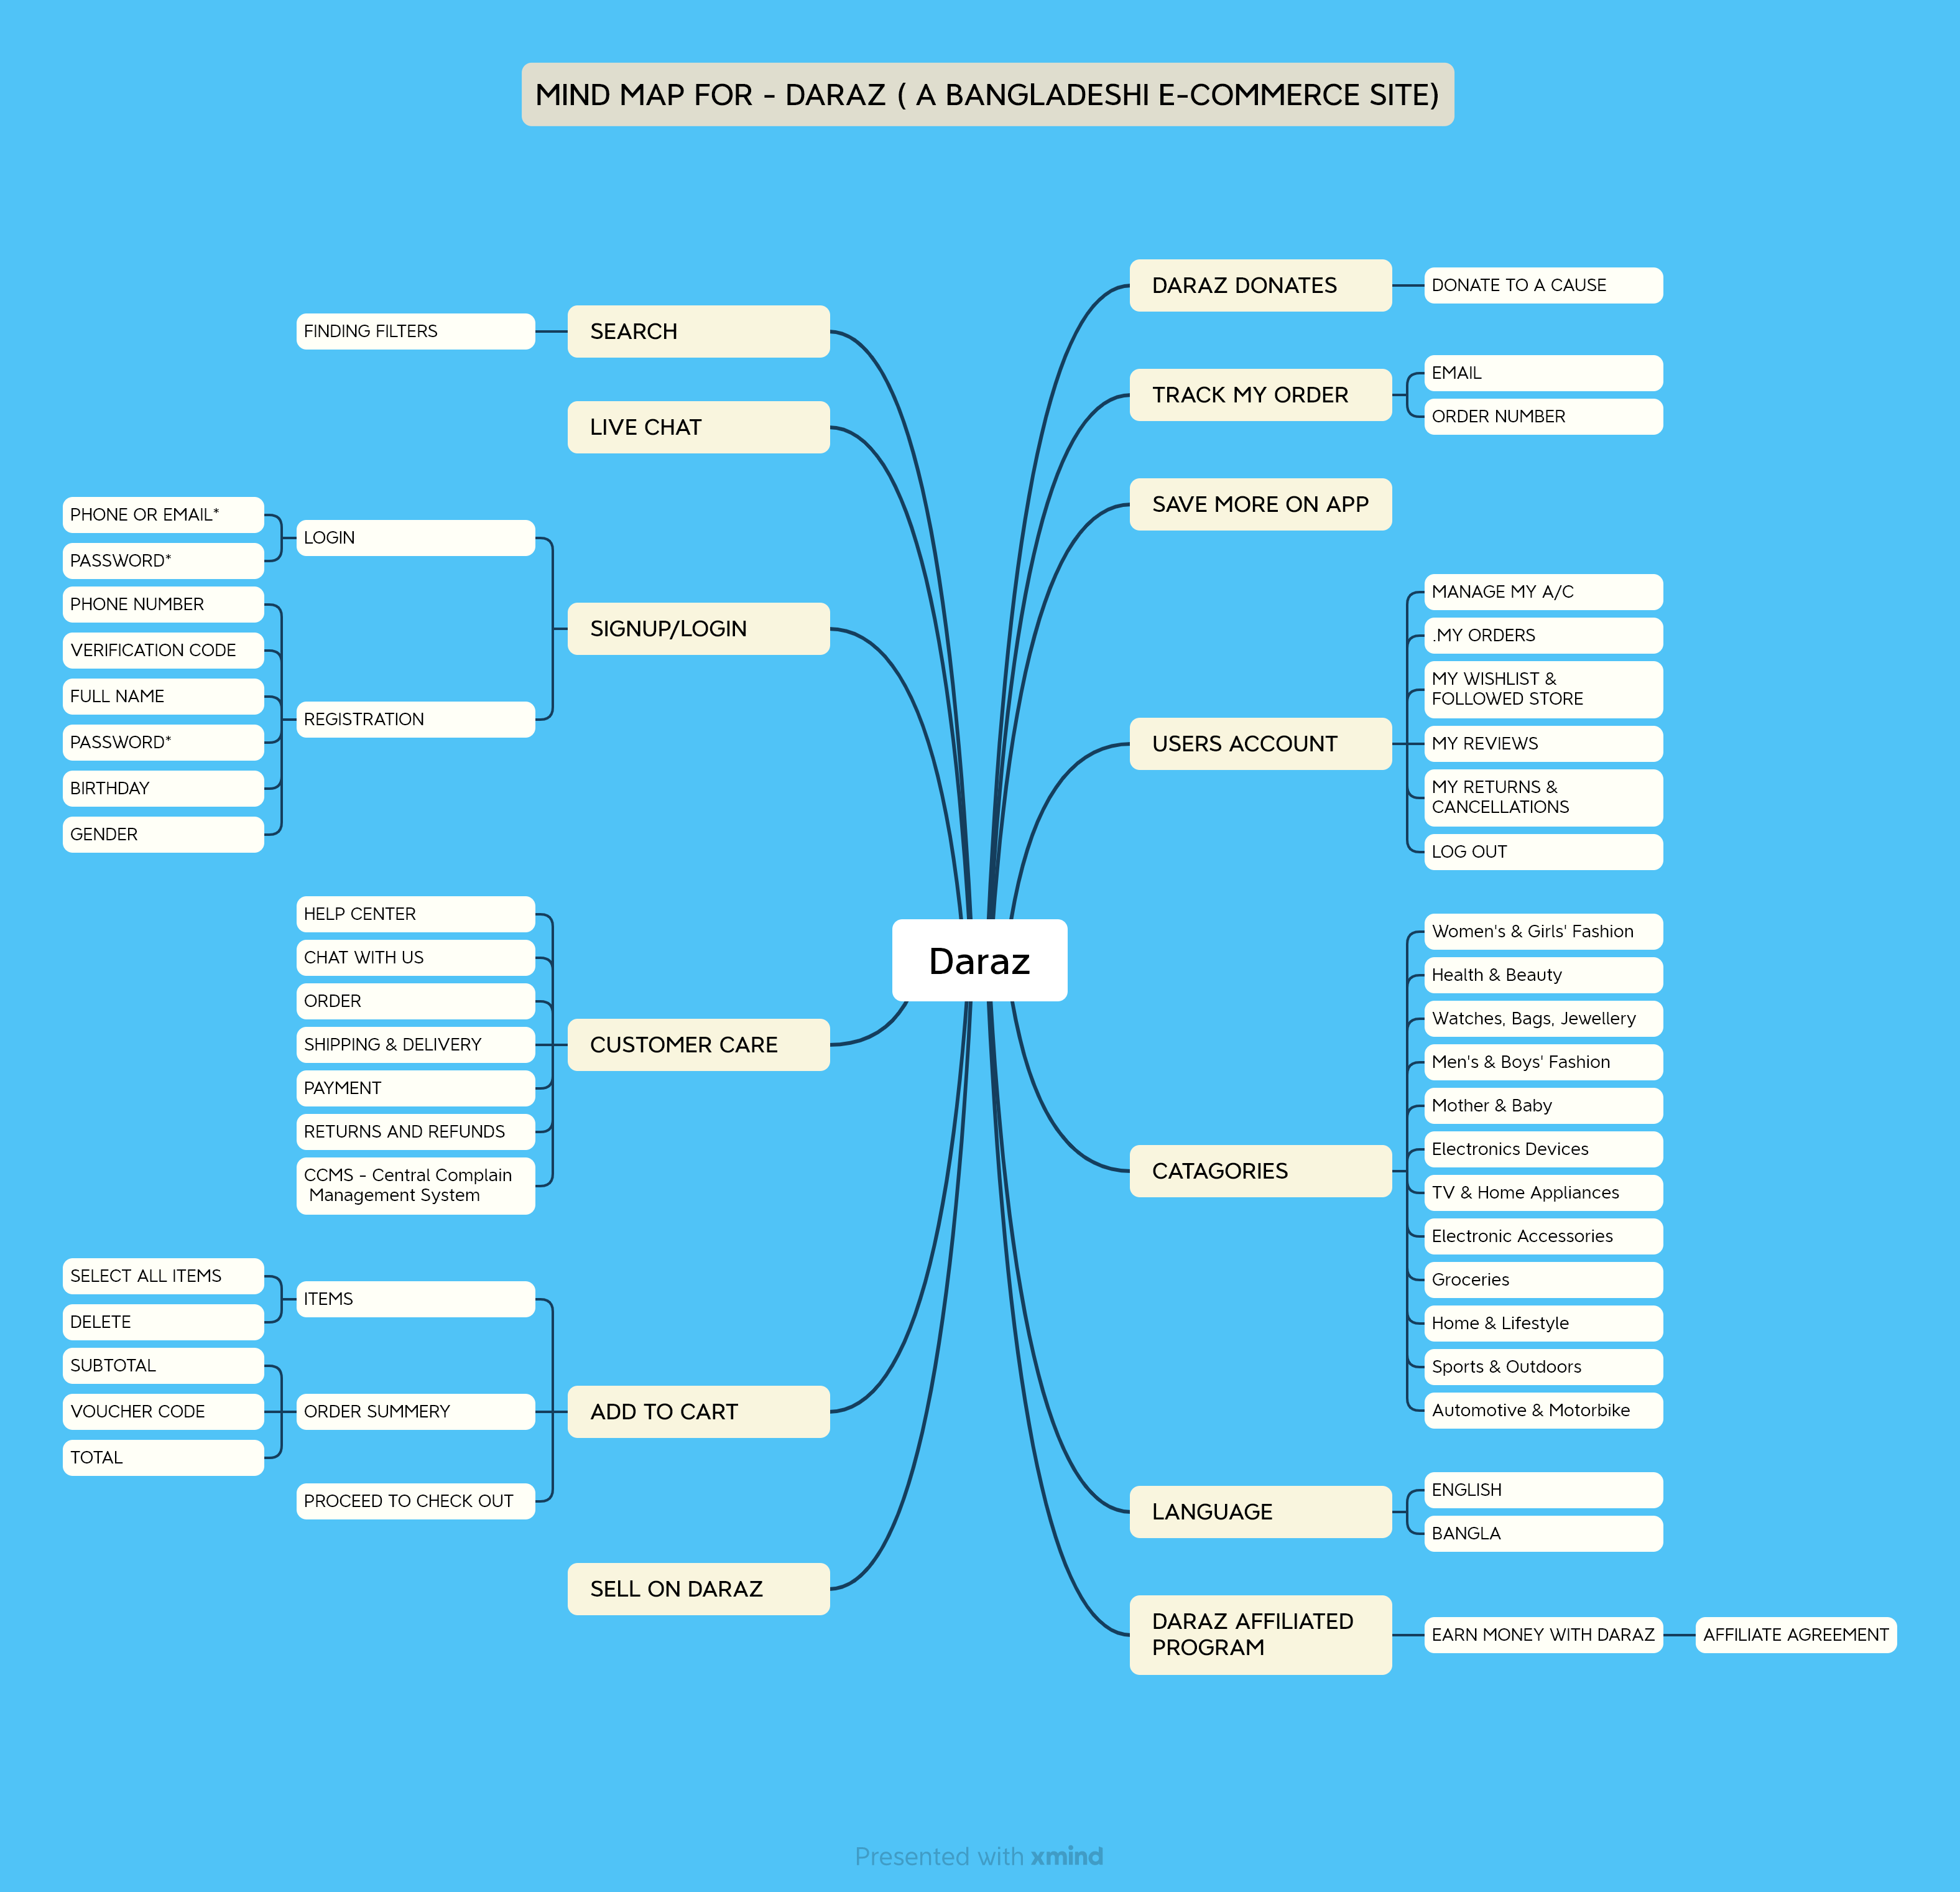 MIND MAP FOR - DARAZ ( A BANGLADESHI E-COMMERCE SITE)
Daraz
SEARCH
FINDING FILTERS
LIVE CHAT
SIGNUP/LOGIN
LOGIN
PHONE OR EMAIL*
PASSWORD*
REGISTRATION
PHONE NUMBER
VERIFICATION CODE
FULL NAME
PASSWORD*
BIRTHDAY
GENDER
CUSTOMER CARE
HELP CENTER
CHAT WITH US
ORDER
SHIPPING & DELIVERY
PAYMENT
RETURNS AND REFUNDS
CCMS - Central Complain
Management System
ADD TO CART
ITEMS
SELECT ALL ITEMS
DELETE
ORDER SUMMERY
SUBTOTAL
VOUCHER CODE
TOTAL
PROCEED TO CHECK OUT
SELL ON DARAZ
DARAZ DONATES
DONATE TO A CAUSE
TRACK MY ORDER
EMAIL
ORDER NUMBER
SAVE MORE ON APP
USERS ACCOUNT
MANAGE MY A/C
.MY ORDERS
MY WISHLIST &
FOLLOWED STORE
MY REVIEWS
MY RETURNS &
CANCELLATIONS
LOG OUT
CATAGORIES
Women's & Girls' Fashion
Health & Beauty
Watches, Bags, Jewellery
Men's & Boys' Fashion
Mother & Baby
Electronics Devices
TV & Home Appliances
Electronic Accessories
Groceries
Home & Lifestyle
Sports & Outdoors
Automotive & Motorbike
LANGUAGE
ENGLISH
BANGLA
DARAZ AFFILIATED
PROGRAM
EARN MONEY WITH DARAZ
AFFILIATE AGREEMENT
Presented with xmind